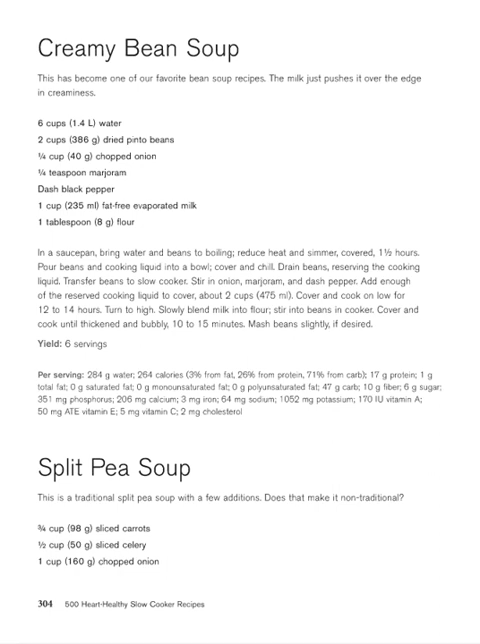 Creamy Bean Soup
This has become one of our favorite bean soup recipes. The milk just pushes it over the edge
in creaminess.
6 cups (1.4 L) water
2 cups (386 g) dried pinto beans
¼ cup (40 g) chopped onion
¼ teaspoon marjoram
Dash black pepper
1 cup (235 ml) fat-free evaporated milk
1 tablespoon (8 g) flour
In a saucepan, bring water and beans to boiling; reduce heat and simmer, covered, 1½ hours.
Pour beans and cooking liquid into a bowl; cover and chill. Drain beans, reserving the cooking
liquid. Transfer beans to slow cooker. Stir in onion, marjoram, and dash pepper. Add enough
of the reserved cooking liquid to cover, about 2 cups (475 ml). Cover and cook on low for
12 to 14 hours. Turn to high. Slowly blend milk into flour; stir into beans in cooker. Cover and
cook until thickened and bubbly, 10 to 15 minutes. Mash beans slightly, if desired.
Yield: 6 servings
Per serving: 284 g water; 264 calories (3% from fat, 26% from protein, 71% from carb); 17 g protein; 1 g
total fat; 0 g saturated fat; 0 g monounsaturated fat; 0 g polyunsaturated fat; 47 g carb; 10 g fiber; 6 g sugar;
351 mg phosphorus; 206 mg calcium; 3 mg iron; 64 mg sodium; 1052 mg potassium; 170 IU vitamin A;
50 mg ATE vitamin E; 5 mg vitamin C; 2 mg cholesterol
Split Pea Soup
This is a traditional split pea soup with a few additions. Does that make it non-traditional?
¾ cup (98 g) sliced carrots
½ cup (50 g) sliced celery
1 cup (160 g) chopped onion
304 500 Heart-Healthy Slow Cooker Recipes